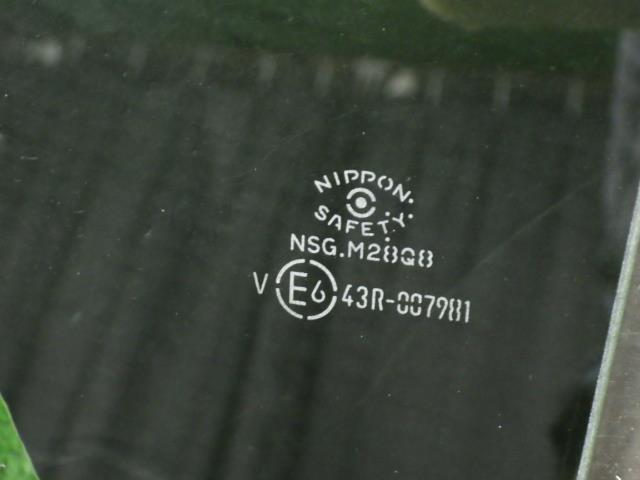 NIPPON
SAFETY
NSG.M28Q8
V E6 43R-007981